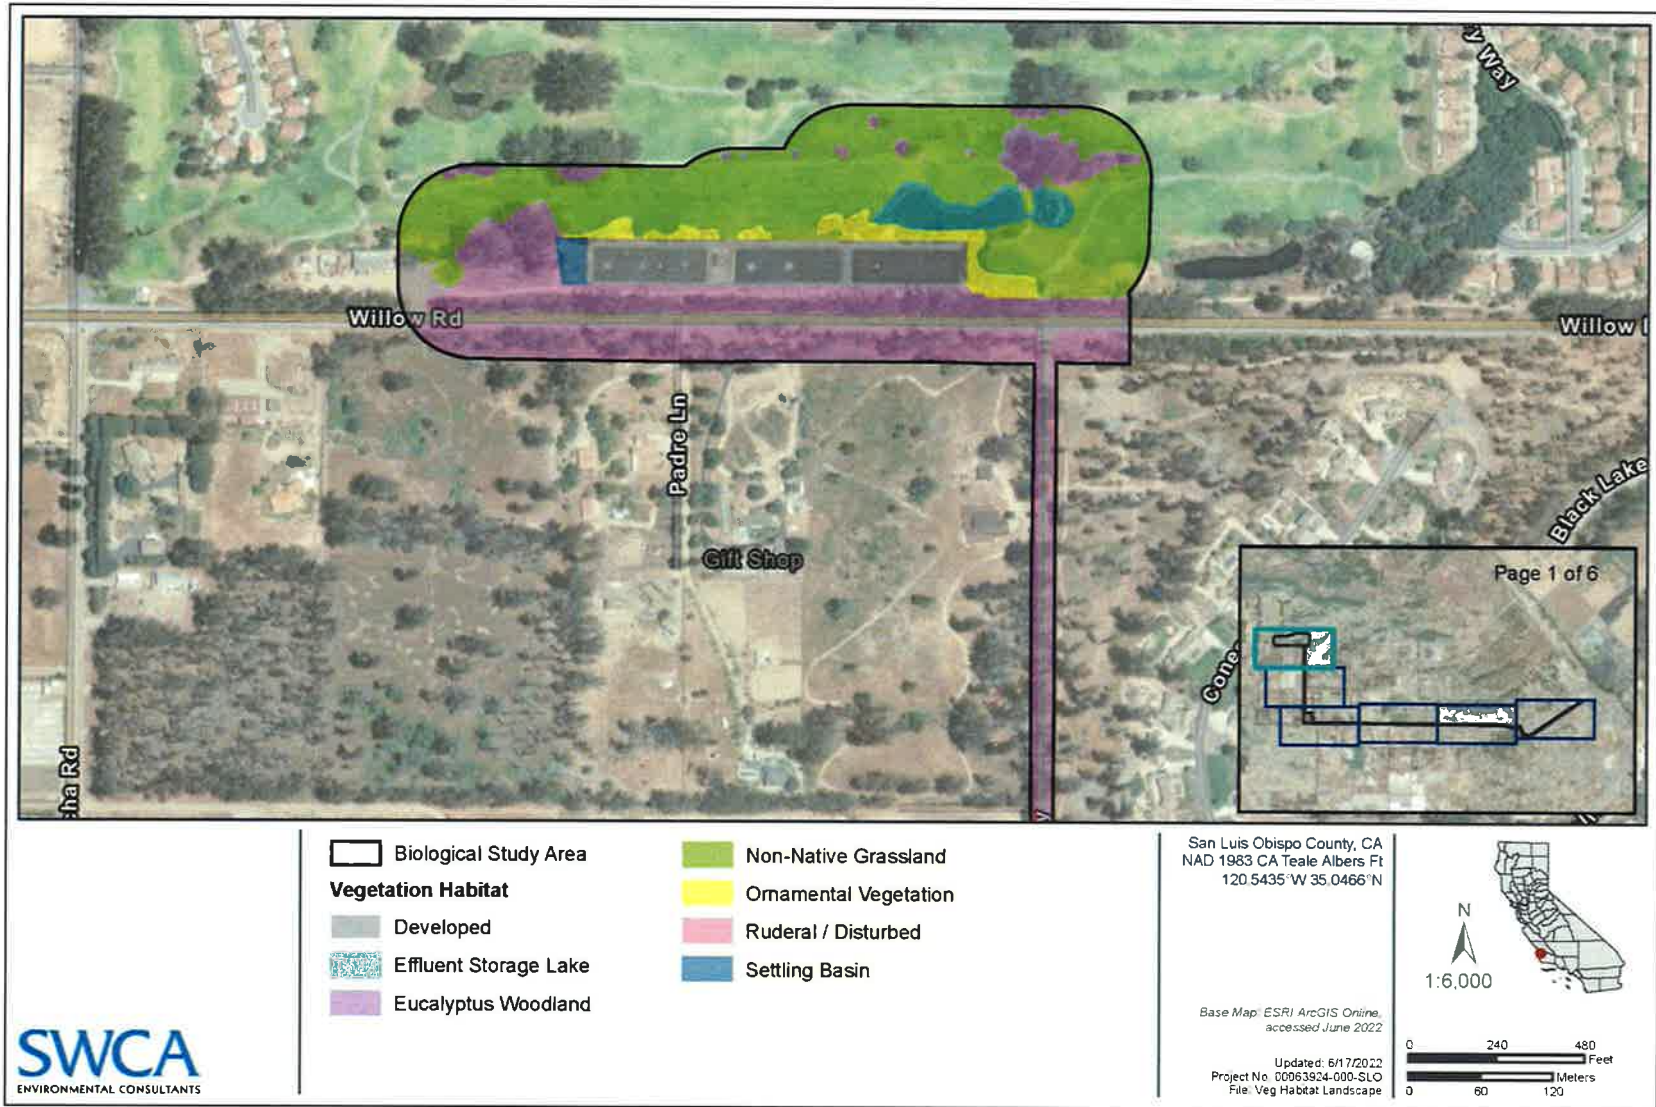 y Way
Willow Rd
Willow
Padre Ln
Gift Shop
Black Lake
Cone
ha Rd
y
Page 1 of 6
Biological Study Area
Vegetation Habitat
Developed
Effluent Storage Lake
Eucalyptus Woodland
Non-Native Grassland
Ornamental Vegetation
Ruderal / Disturbed
Settling Basin
San Luis Obispo County, CA
NAD 1983 CA Teale Albers Ft
120.5435°W 35.0466°N
Base Map: ESRI ArcGIS Online,
accessed June 2022
Updated: 6/17/2022
Project No. 00063924-000-SLO
File: Veg Habitat Landscape
N
1:6,000
0 240 480
Feet
Meters
0 60 120
SWCA
ENVIRONMENTAL CONSULTANTS